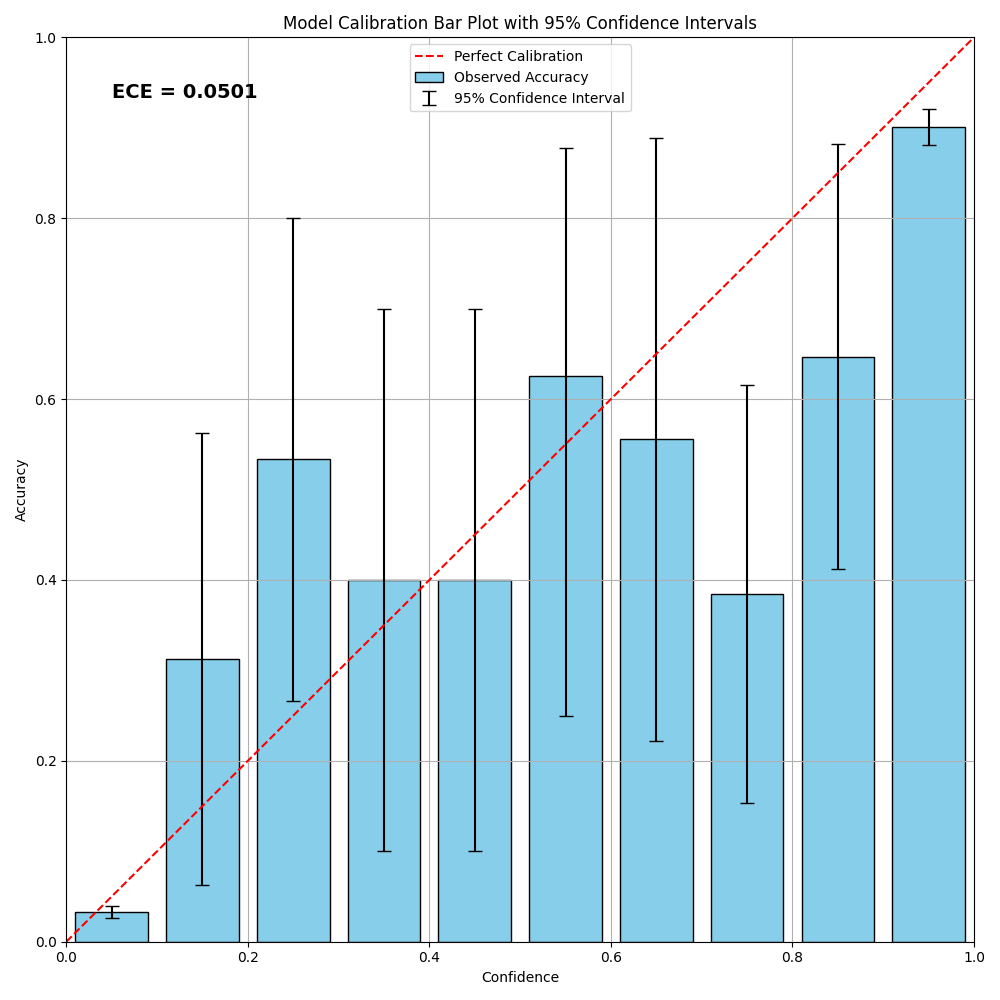 Model Calibration Bar Plot with 95% Confidence Intervals
ECE = 0.0501
Perfect Calibration
Observed Accuracy
95% Confidence Interval
Accuracy
1.0
0.8
0.6
0.4
0.2
0.0
0.0 0.2 0.4 0.6 0.8 1.0
Confidence